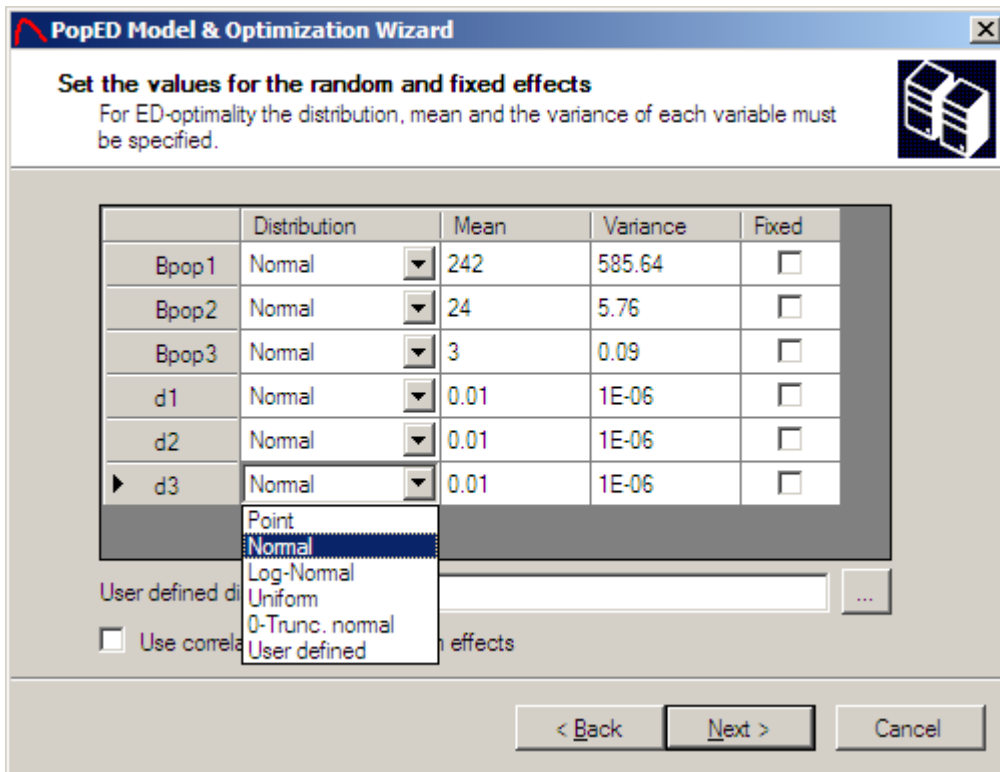 PopED Model & Optimization Wizard
Set the values for the random and fixed effects
For ED-optimality the distribution, mean and the variance of each variable must
be specified.
Distribution Mean Variance Fixed
Bpop1 Normal 242 585.64
Bpop2 Normal 24 5.76
Bpop3 Normal 3 0.09
d1 Normal 0.01 1E-06
d2 Normal 0.01 1E-06
d3 Normal 0.01 1E-06
Point
Normal
Log-Normal
Uniform
0-Trunc. normal
User defined
User defined di
...
Use correla
effects
< Back Next > Cancel